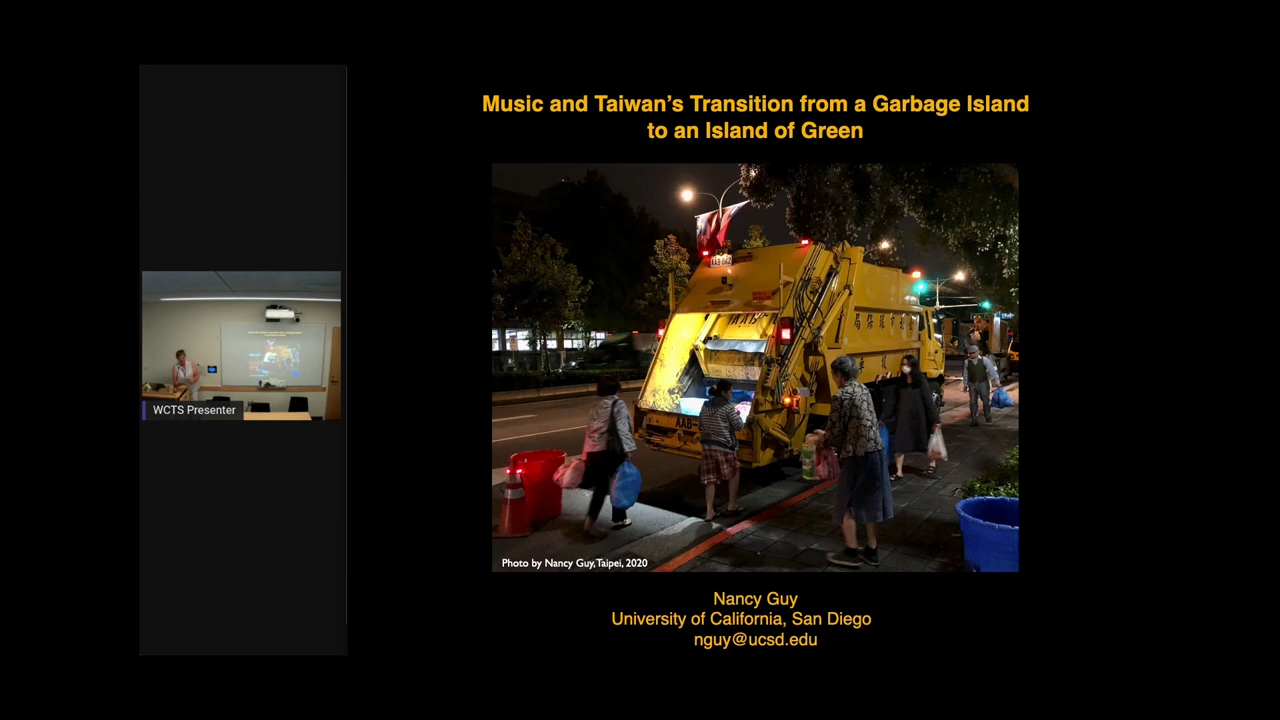 Music and Taiwan's Transition from a Garbage Island
to an Island of Green
AAB-
Photo by Nancy Guy, Taipei, 2020
Nancy Guy
University of California, San Diego
nguy@ucsd.edu
WCTS Presenter